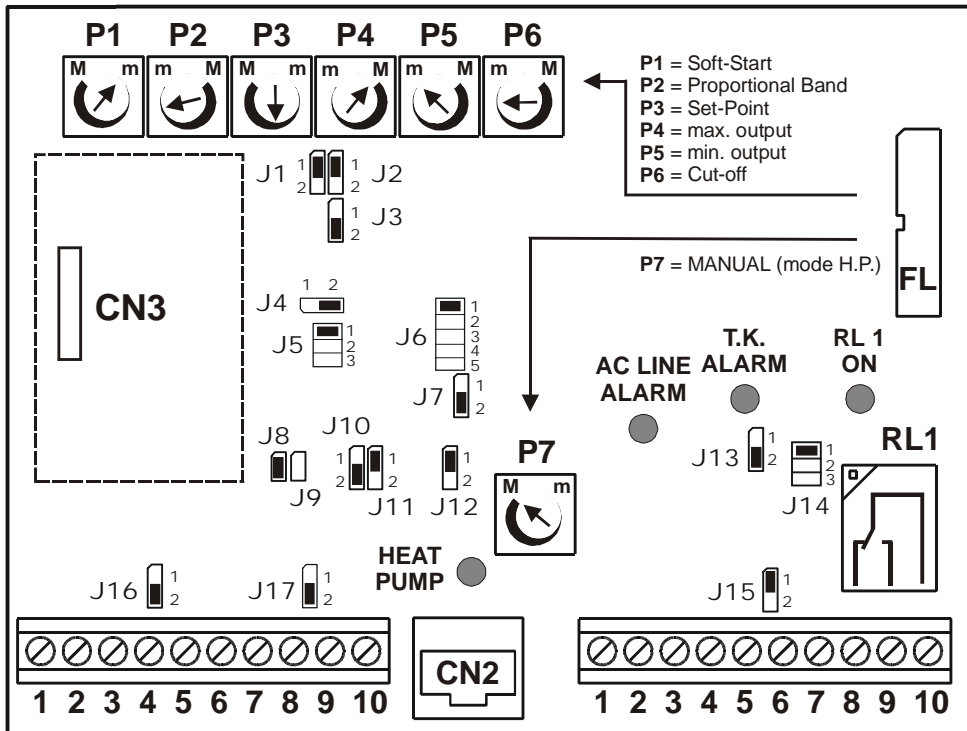 P1 P2 P3 P4 P5 P6
M m m M M m m M M m m M
P1 = Soft-Start
P2 = Proportional Band
P3 = Set-Point
P4 = max. output
P5 = min. output
P6 = Cut-off
J1 1 2 1 2 J2
1 2 J3
P7 = MANUAL (mode H.P.)
FL
CN3
1 2
J4
J5 1 2 3
J6 1 2 3 4 5
J7 1 2
AC LINE ALARM
T.K. ALARM
RL 1 ON
J8
J9
J10 1 2
1 2 J11
1 2 J12
P7
M m
J13 1 2
1 2 3 J14
RL1
HEAT PUMP
J16 1 2
J17 1 2
J15 1 2
CN2
1 2 3 4 5 6 7 8 9 10
1 2 3 4 5 6 7 8 9 10